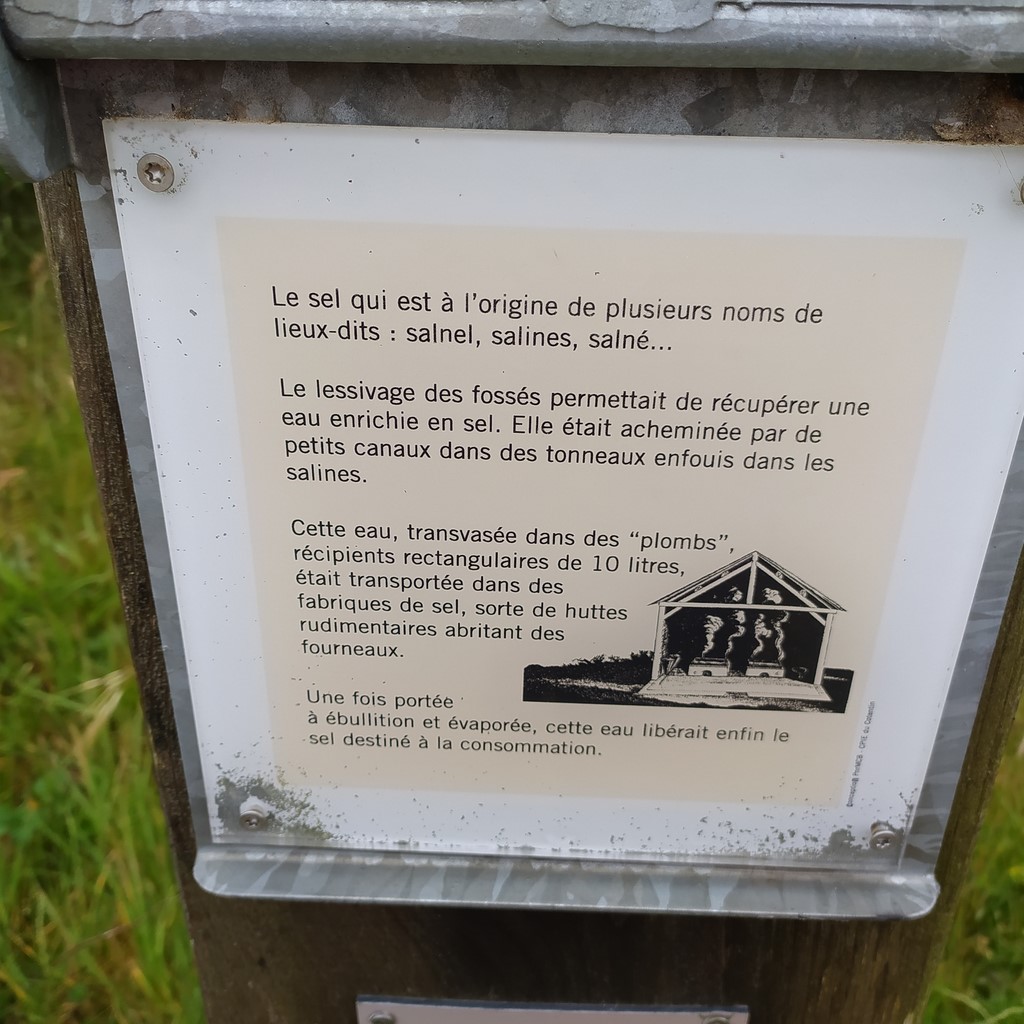 Le sel qui est à l'origine de plusieurs noms de
lieux-dits : salnel, salines, salné...
Le lessivage des fossés permettait de récupérer une
eau enrichie en sel. Elle était acheminée par de
petits canaux dans des tonneaux enfouis dans les
salines.
Cette eau, transvasée dans des “plombs”,
récipients rectangulaires de 10 litres,
était transportée dans des
fabriques de sel, sorte de huttes
rudimentaires abritant des
fourneaux.
Une fois portée
à ébullition et évaporée, cette eau libérait enfin le
sel destiné à la consommation.
CPIE du Cotentin